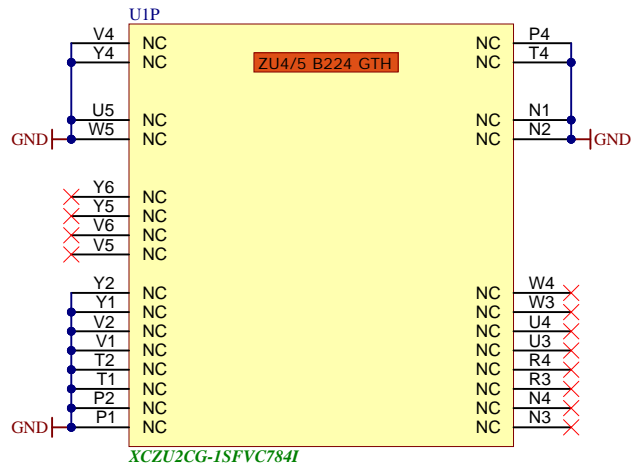 U1P
V4 NC ZU4/5 B224 GTH NC P4
Y4 NC NC T4
U5 NC NC N1
GND W5 NC NC N2 GND
Y6 NC
Y5 NC
V6 NC
V5 NC
Y2 NC NC W4
Y1 NC NC W3
V2 NC NC U4
V1 NC NC U3
T2 NC NC R4
T1 NC NC R3
P2 NC NC N4
GND P1 NC NC N3
XCZU2CG-1SFVC784I